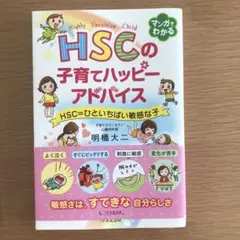 Highly Sensitive Child
マンガでわかる
HSCの
子育てハッピー
アドバイス
HSC=ひといちばい敏感な子
明橋大二
よく泣く
すぐにビックリする
刺激に敏感
変化が苦手
敏感さは、すてきな自分らしさ